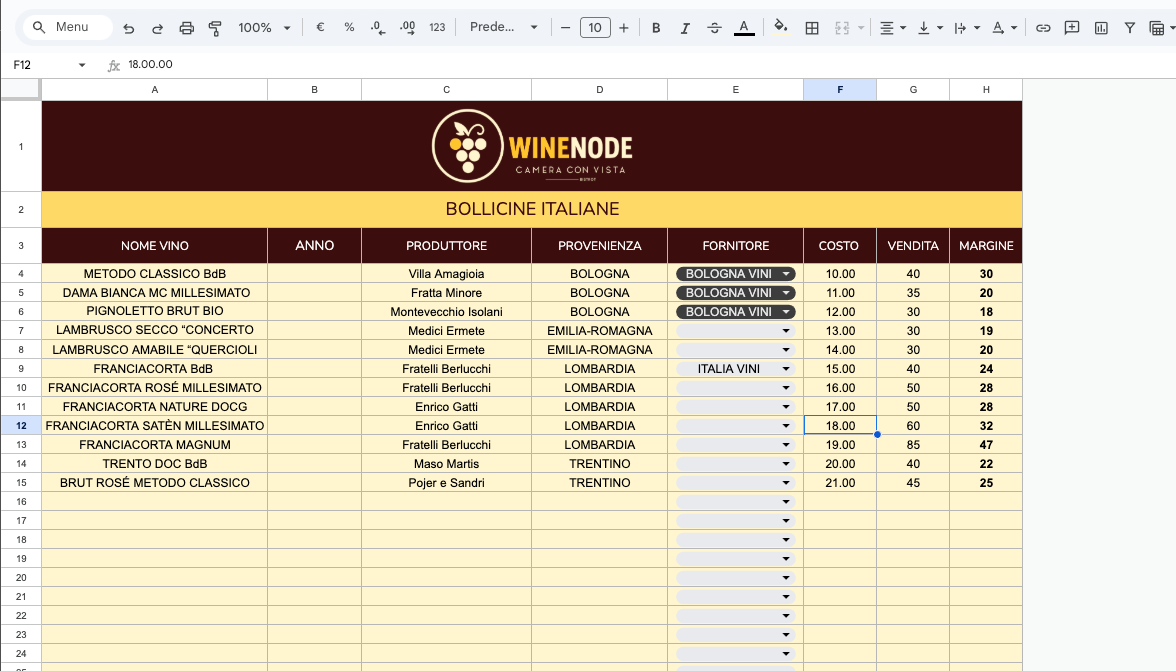 Menu 100% € % .0 .00 123 Prede... − 10 + B I S A
F12 fx 18.00.00
A B C D E F G H
1 WINENODE
CAMERA CON VISTA
BISTROT
2 BOLLICINE ITALIANE
3 NOME VINO ANNO PRODUTTORE PROVENIENZA FORNITORE COSTO VENDITA MARGINE
4 METODO CLASSICO BdB Villa Amagioia BOLOGNA BOLOGNA VINI 10.00 40 30
5 DAMA BIANCA MC MILLESIMATO Fratta Minore BOLOGNA BOLOGNA VINI 11.00 35 20
6 PIGNOLETTO BRUT BIO Montevecchio Isolani BOLOGNA BOLOGNA VINI 12.00 30 18
7 LAMBRUSCO SECCO “CONCERTO Medici Ermete EMILIA-ROMAGNA 13.00 30 19
8 LAMBRUSCO AMABILE “QUERCIOLI Medici Ermete EMILIA-ROMAGNA 14.00 30 20
9 FRANCIACORTA BdB Fratelli Berlucchi LOMBARDIA ITALIA VINI 15.00 40 24
10 FRANCIACORTA ROSÉ MILLESIMATO Fratelli Berlucchi LOMBARDIA 16.00 50 28
11 FRANCIACORTA NATURE DOCG Enrico Gatti LOMBARDIA 17.00 50 28
12 FRANCIACORTA SATÈN MILLESIMATO Enrico Gatti LOMBARDIA 18.00 60 32
13 FRANCIACORTA MAGNUM Fratelli Berlucchi LOMBARDIA 19.00 85 47
14 TRENTO DOC BdB Maso Martis TRENTINO 20.00 40 22
15 BRUT ROSÉ METODO CLASSICO Pojer e Sandri TRENTINO 21.00 45 25
16
17
18
19
20
21
22
23
24